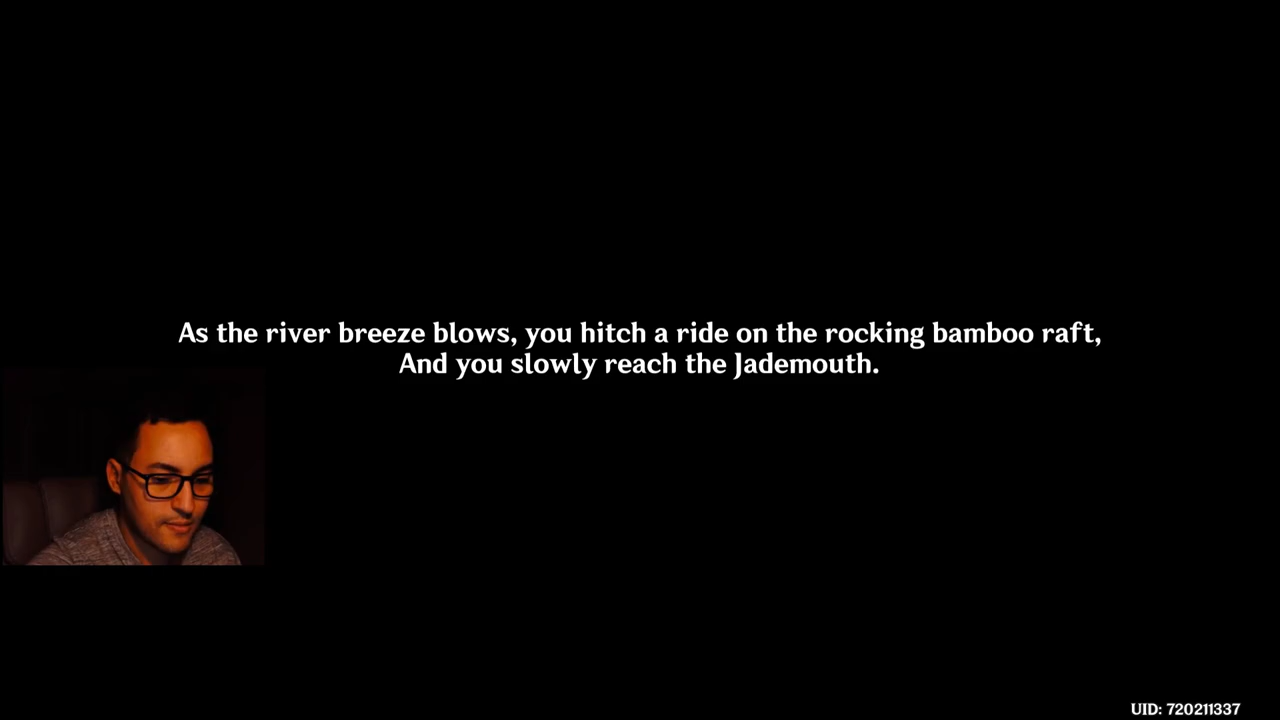 As the river breeze blows, you hitch a ride on the rocking bamboo raft,
And you slowly reach the Jademouth.
UID: 720211337